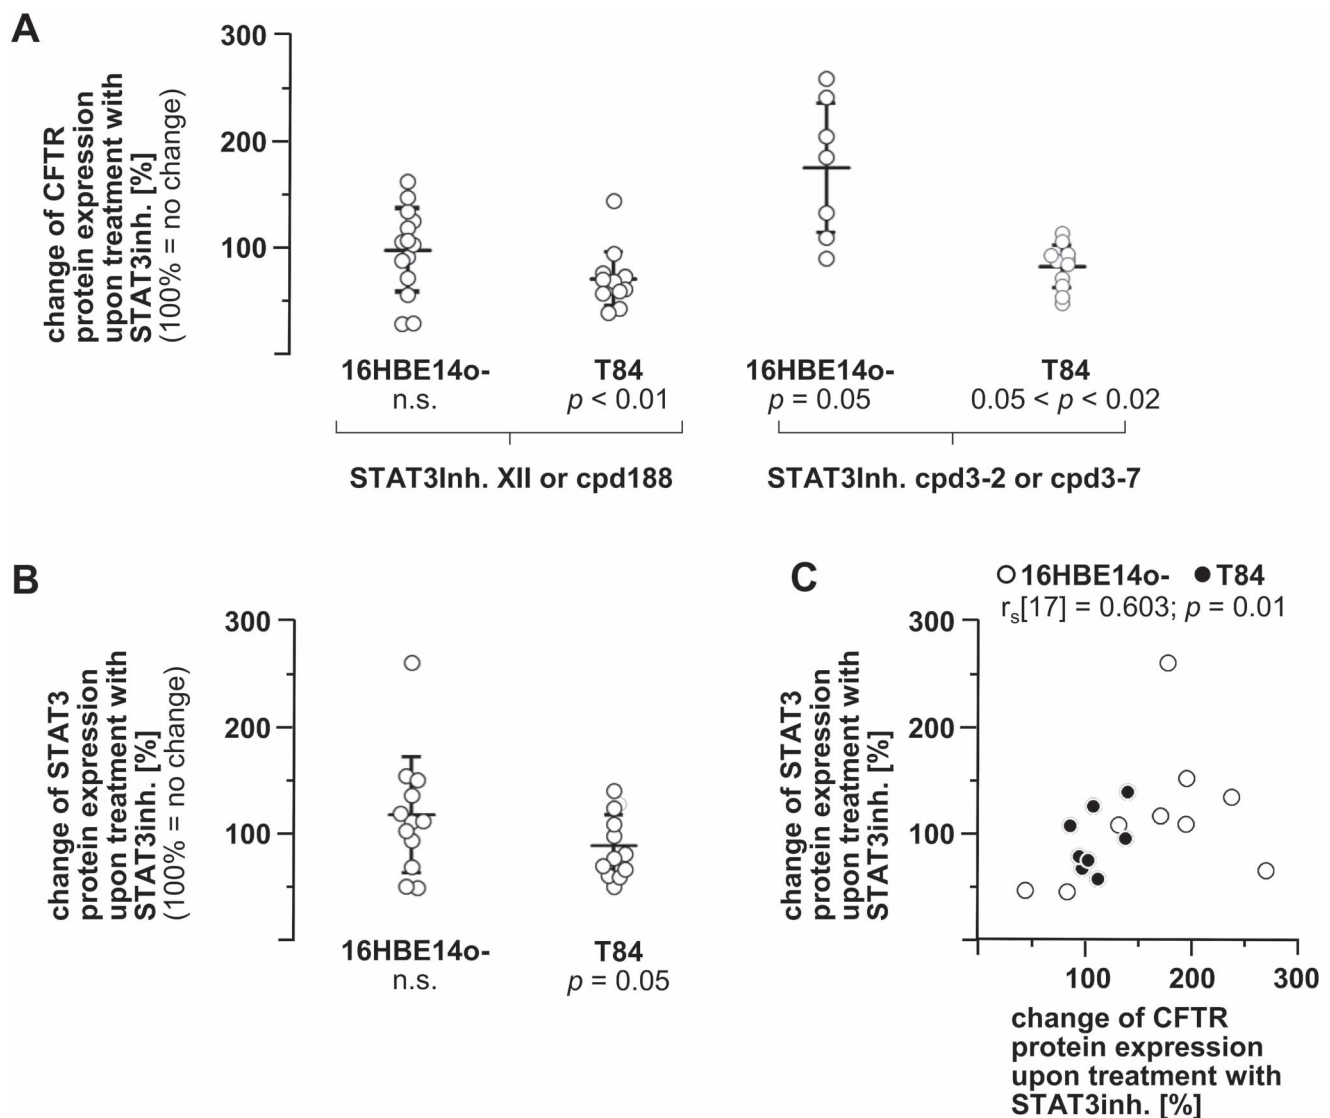 A
change of CFTR
protein expression
upon treatment with
STAT3inh. [%]
(100% = no change)
300
200
100
16HBE14o-
n.s.
T84
p < 0.01
16HBE14o-
p = 0.05
T84
0.05 < p < 0.02
STAT3Inh. XII or cpd188
STAT3Inh. cpd3-2 or cpd3-7
B
change of STAT3
protein expression
upon treatment with
STAT3inh. [%]
(100% = no change)
300
200
100
16HBE14o-
n.s.
T84
p = 0.05
C
16HBE14o- T84
rs[17] = 0.603; p = 0.01
change of STAT3
protein expression
upon treatment with
STAT3inh. [%]
300
200
100
100 200 300
change of CFTR
protein expression
upon treatment with
STAT3inh. [%]